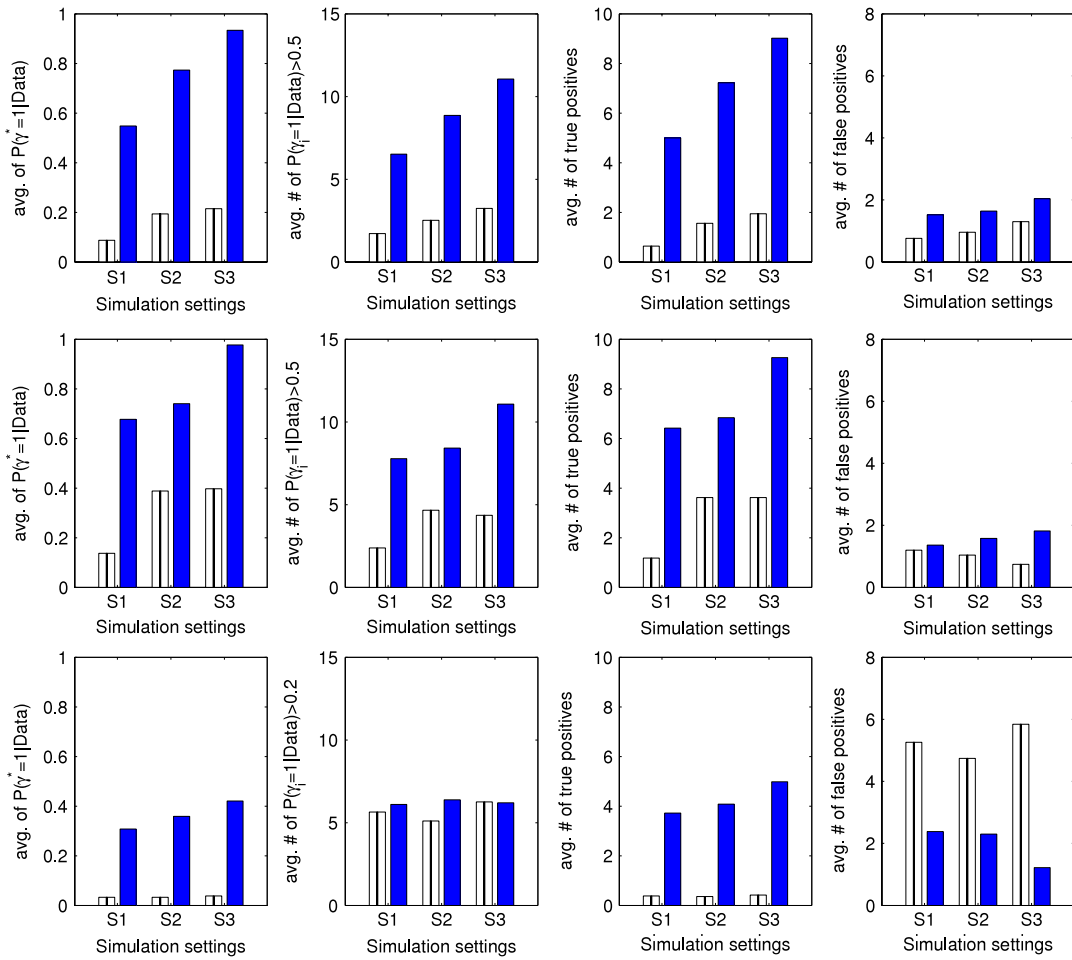 avg. of P(γ*=1|Data)
1
0.8
0.6
0.4
0.2
0
S1 S2 S3
Simulation settings
avg. # of P(γi=1|Data)>0.5
15
10
5
0
S1 S2 S3
Simulation settings
avg. # of true positives
10
8
6
4
2
0
S1 S2 S3
Simulation settings
avg. # of false positives
8
6
4
2
0
S1 S2 S3
Simulation settings
avg. of P(γ*=1|Data)
1
0.8
0.6
0.4
0.2
0
S1 S2 S3
Simulation settings
avg. # of P(γi=1|Data)>0.5
15
10
5
0
S1 S2 S3
Simulation settings
avg. # of true positives
10
8
6
4
2
0
S1 S2 S3
Simulation settings
avg. # of false positives
8
6
4
2
0
S1 S2 S3
Simulation settings
avg. of P(γ*=1|Data)
1
0.8
0.6
0.4
0.2
0
S1 S2 S3
Simulation settings
avg. # of P(γi=1|Data)>0.2
15
10
5
0
S1 S2 S3
Simulation settings
avg. # of true positives
10
8
6
4
2
0
S1 S2 S3
Simulation settings
avg. # of false positives
8
6
4
2
0
S1 S2 S3
Simulation settings